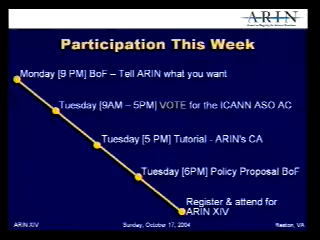 ARIN
Participation This Week
Monday [9 PM] BoF – Tell ARIN what you want
Tuesday [9AM – 5PM] VOTE for the ICANN ASO AC
Tuesday [5 PM] Tutorial - ARIN's CA
Tuesday [6PM] Policy Proposal BoF
Register & attend for
ARIN XIV
ARIN XIV
Sunday, October 17, 2004
Reston, VA